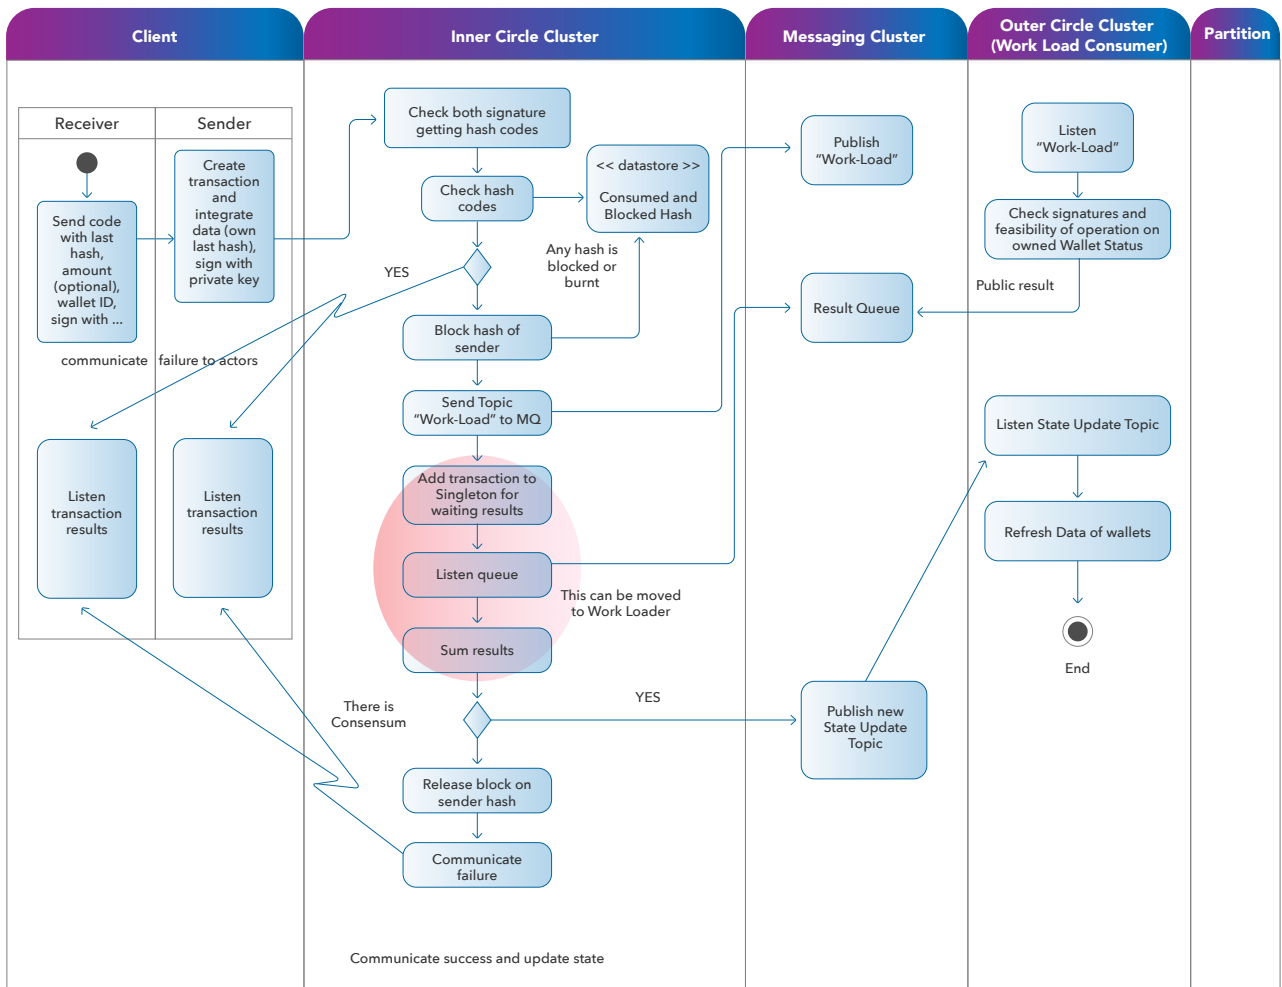 Client
Inner Circle Cluster
Messaging Cluster
Outer Circle Cluster
(Work Load Consumer)
Partition
Receiver
Sender
Send code
with last
hash,
amount
(optional),
wallet ID,
sign with ...
Create
transaction
and
integrate
data (own
last hash),
sign with
private key
communicate failure to actors
Listen
transaction
results
Listen
transaction
results
Check both signature
getting hash codes
Check hash
codes
<< datastore >>
Consumed and
Blocked Hash
Any hash is
blocked or
burnt
YES
Block hash of
sender
Send Topic
“Work-Load” to MQ
Add transaction to
Singleton for
waiting results
Listen queue
This can be moved
to Work Loader
Sum results
There is
Consensum
YES
Release block on
sender hash
Communicate
failure
Communicate success and update state
Publish
“Work-Load”
Result Queue
Publish new
State Update
Topic
Listen
“Work-Load”
Check signatures and
feasibility of operation on
owned Wallet Status
Public result
Listen State Update Topic
Refresh Data of wallets
End